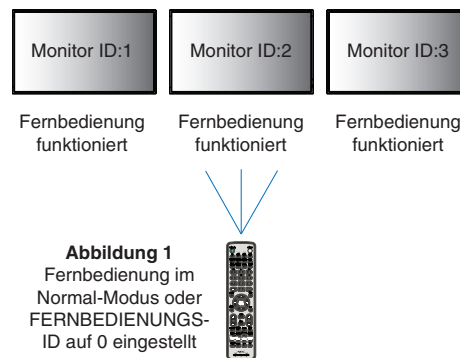 Monitor ID:1
Monitor ID:2
Monitor ID:3
Fernbedienung
funktioniert
Fernbedienung
funktioniert
Fernbedienung
funktioniert
Abbildung 1
Fernbedienung im
Normal-Modus oder
FERNBEDIENUNGS-
ID auf 0 eingestellt